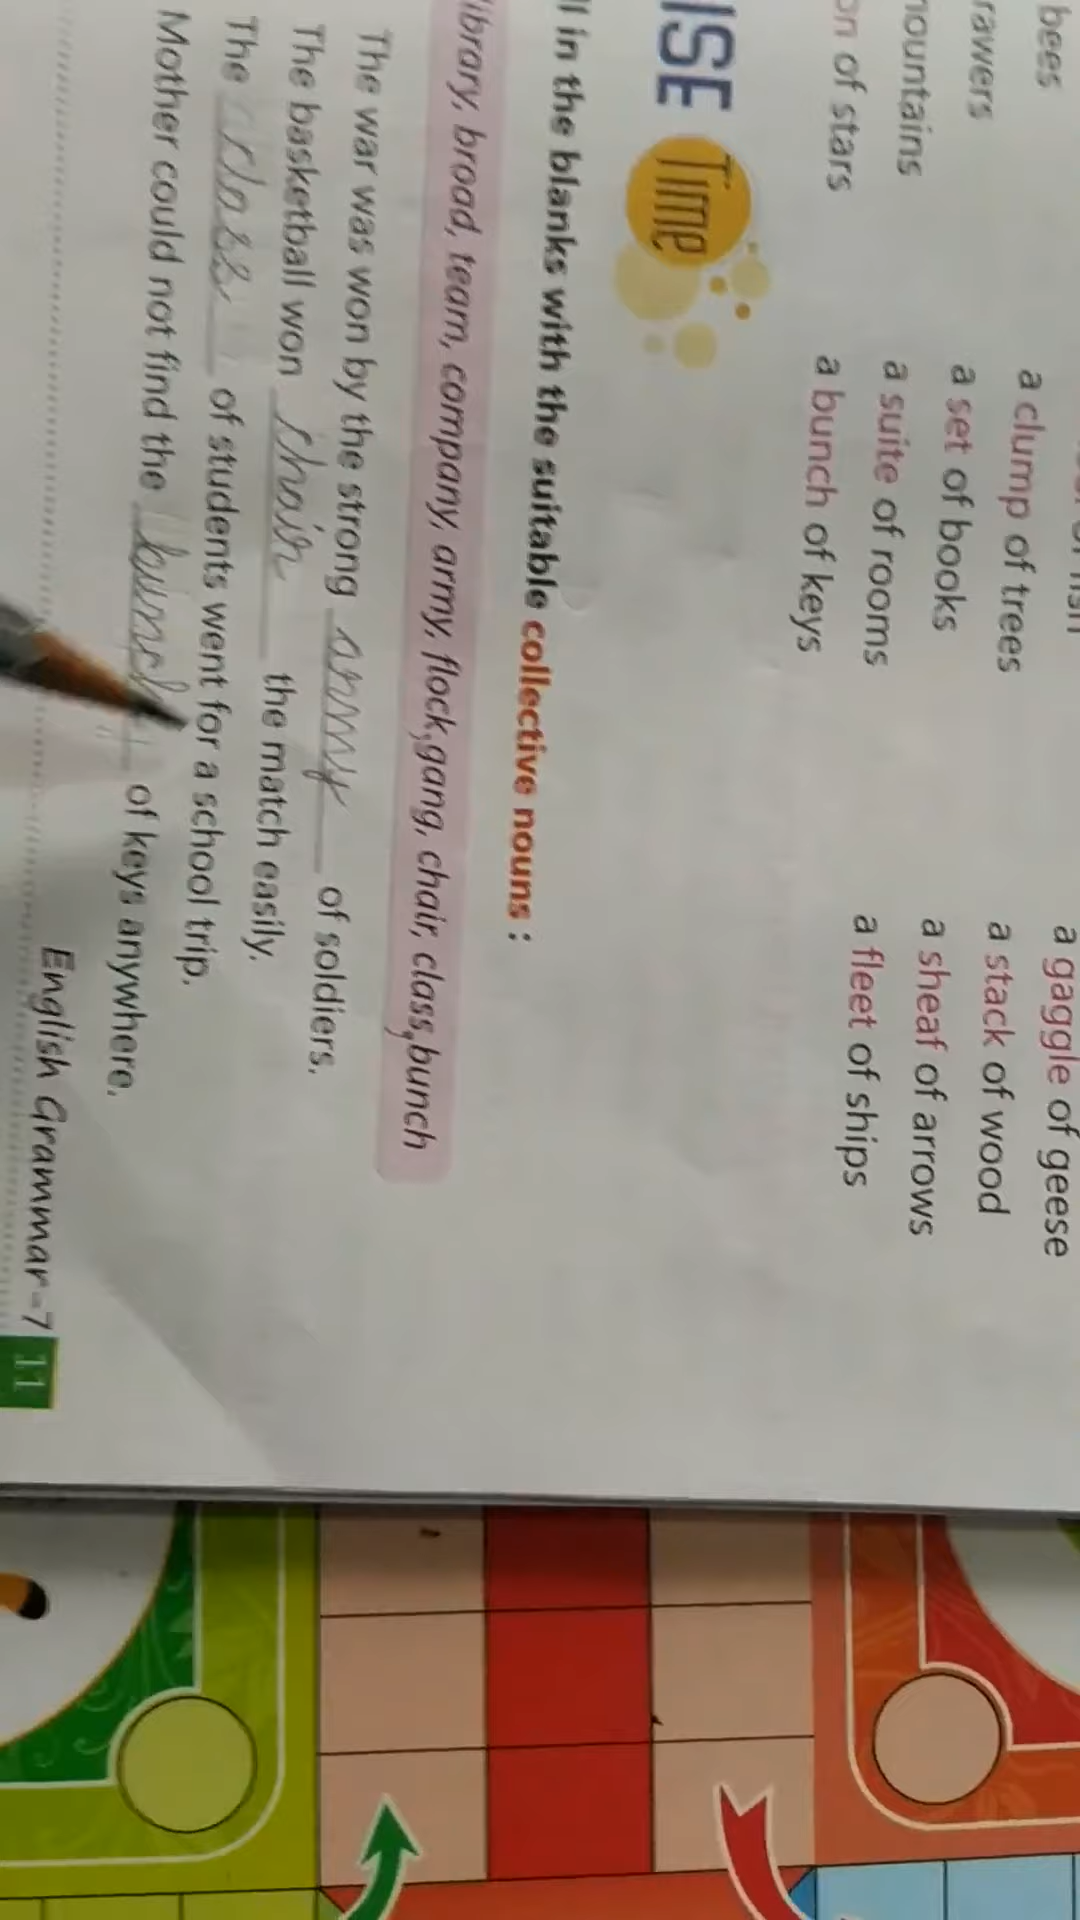 bees
a clump of trees
a gaggle of geese
rawers
a set of books
a stack of wood
nountains
a suite of rooms
a sheaf of arrows
on of stars
a bunch of keys
a fleet of ships
ISE Time
ll in the blanks with the suitable collective nouns :
ibrary, broad, team, company, army, flock,gang, chair, class,bunch
The war was won by the strong army of soldiers.
The basketball won chair the match easily.
The class of students went for a school trip.
Mother could not find the bunch of keys anywhere.
English Grammar-7 11